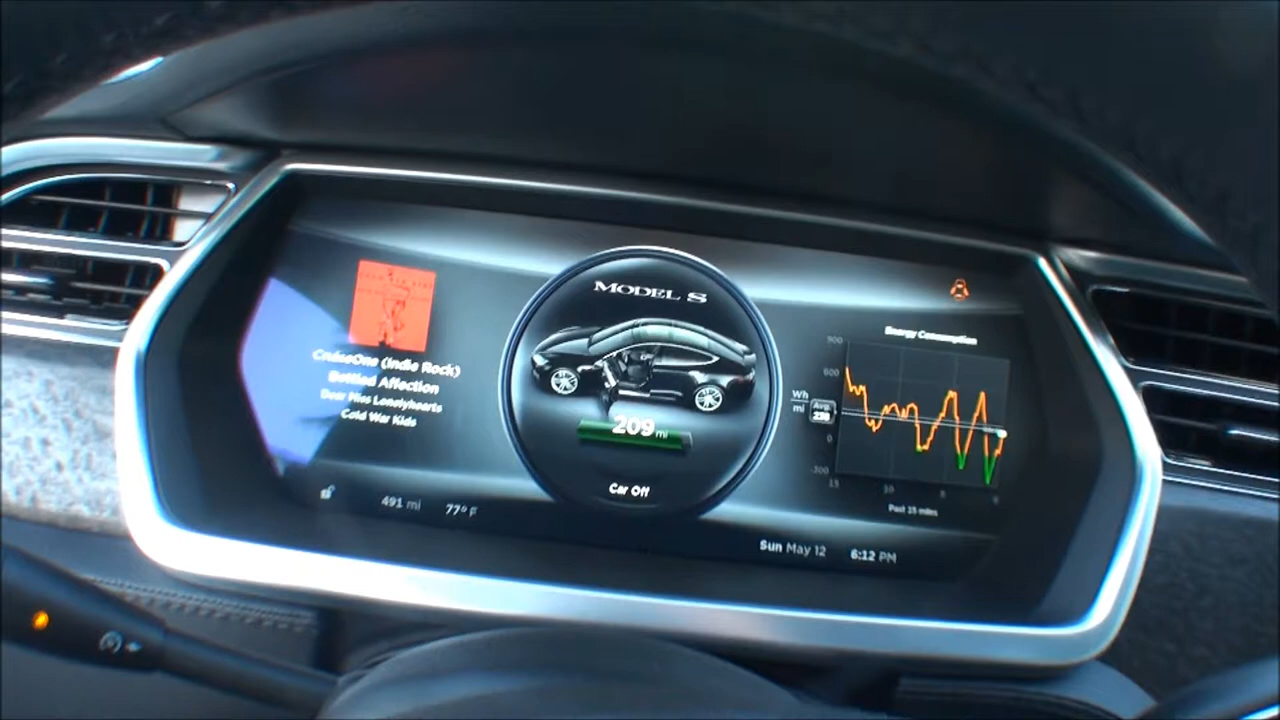 MODEL S
CruiseOne (Indie Rock)
Bottled Affection
Dear Miss Lonelyhearts
Cold War Kids
209 mi
Car Off
Energy Consumption
900
600
Wh
mi
Avg.
0
-300
15
10
5
Past 15 miles
491 mi
77° F
Sun May 12
6:12 PM